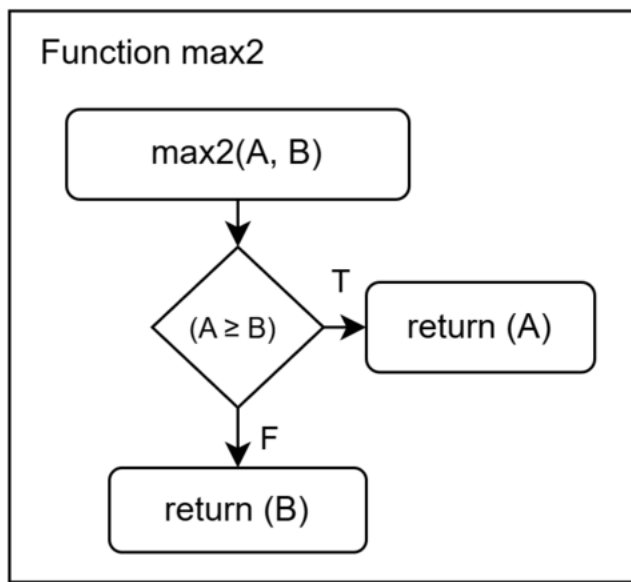 Function max2
max2(A, B)
(A ≥ B)
T
return (A)
F
return (B)